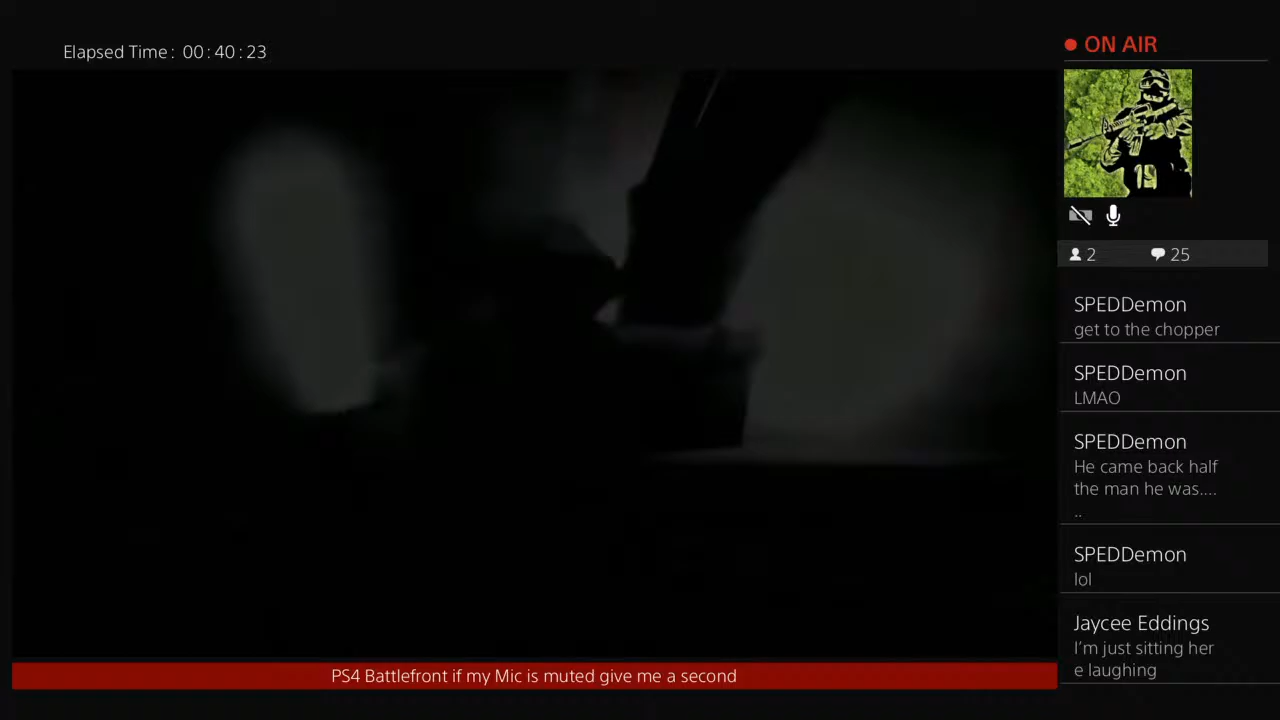 Elapsed Time: 00:40:23
ON AIR
19
2
25
SPEDDemon
get to the chopper
SPEDDemon
LMAO
SPEDDemon
He came back half
the man he was....
..
SPEDDemon
lol
Jaycee Eddings
I'm just sitting her
e laughing
PS4 Battlefront if my Mic is muted give me a second